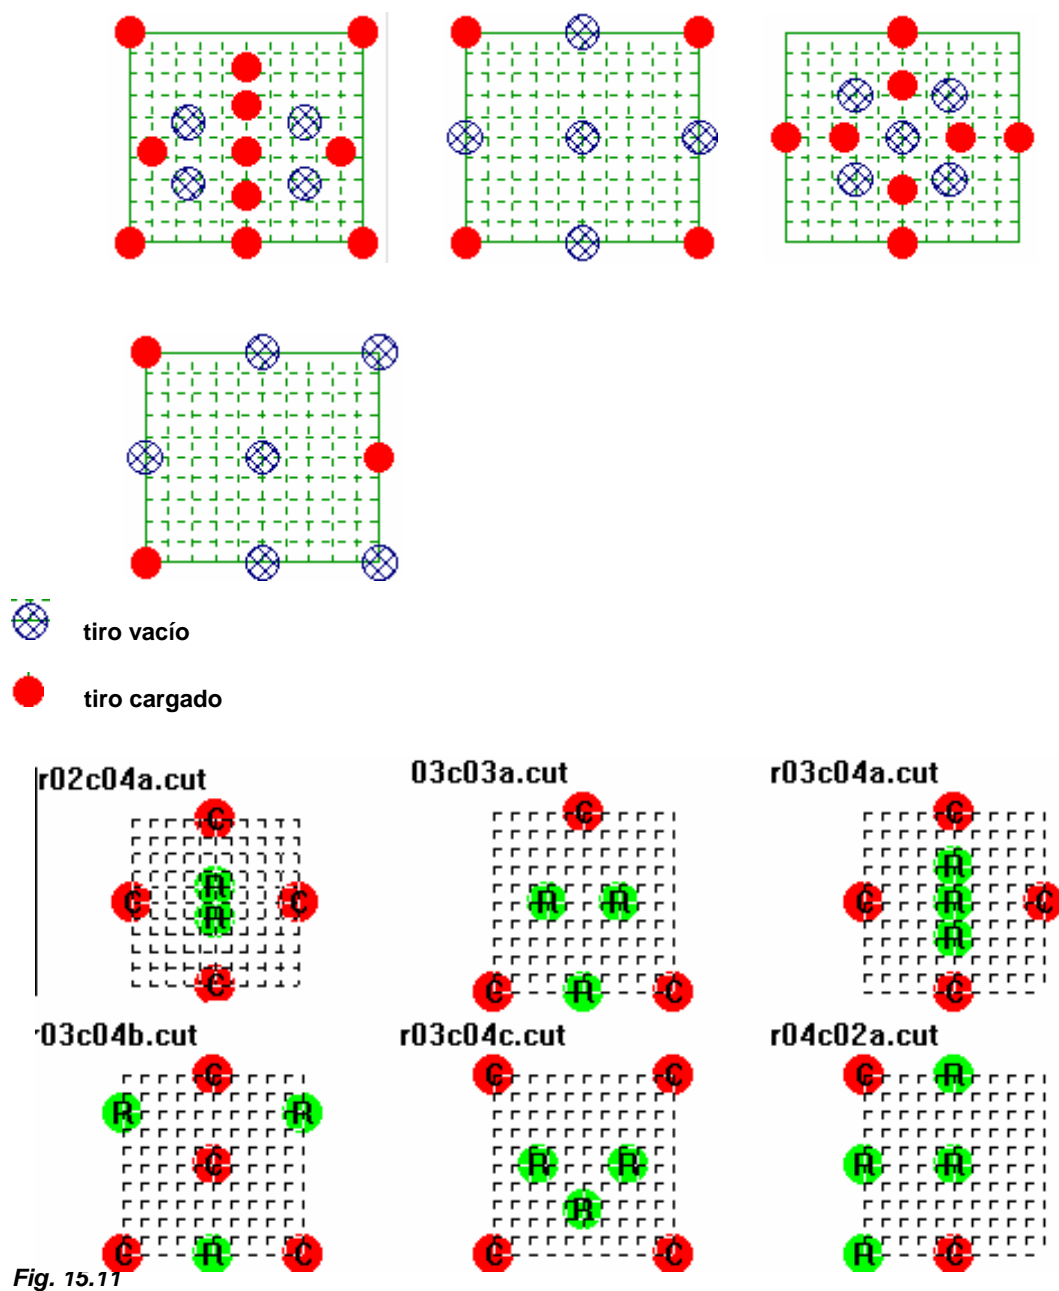 tiro vacío
tiro cargado
r02c04a.cut 03c03a.cut r03c04a.cut
C C C
R R R R
C C C R C C
R R
C C R C C
r03c04b.cut r03c04c.cut r04c02a.cut
C C C C R
R R
C R R R R
R
C R C C C R C
Fig. 15.11